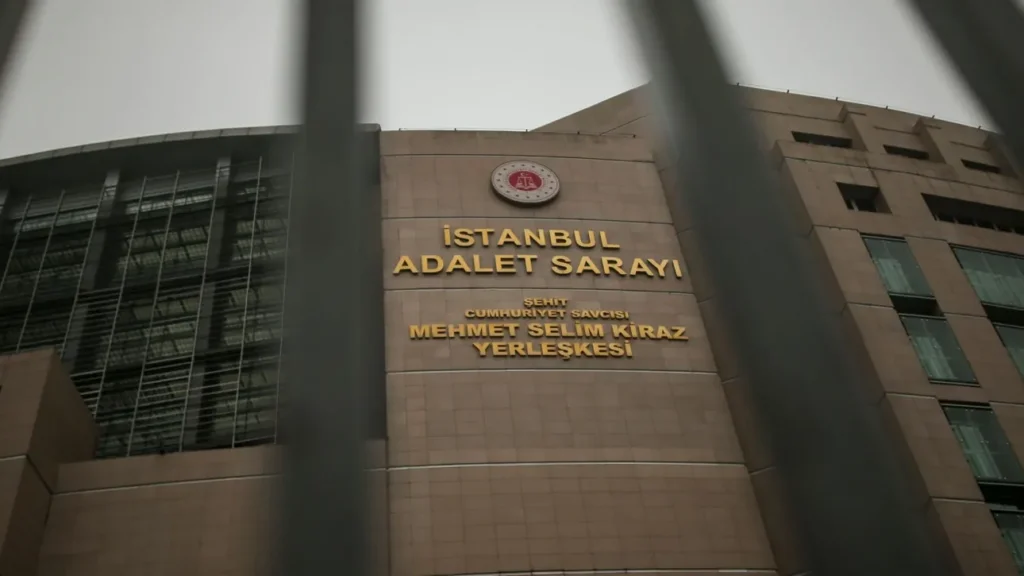 İSTANBUL
ADALET SARAYI
ŞEHİT
CUMHURİYET SAVCISI
MEHMET SELİM KİRAZ
YERLEŞKESİ